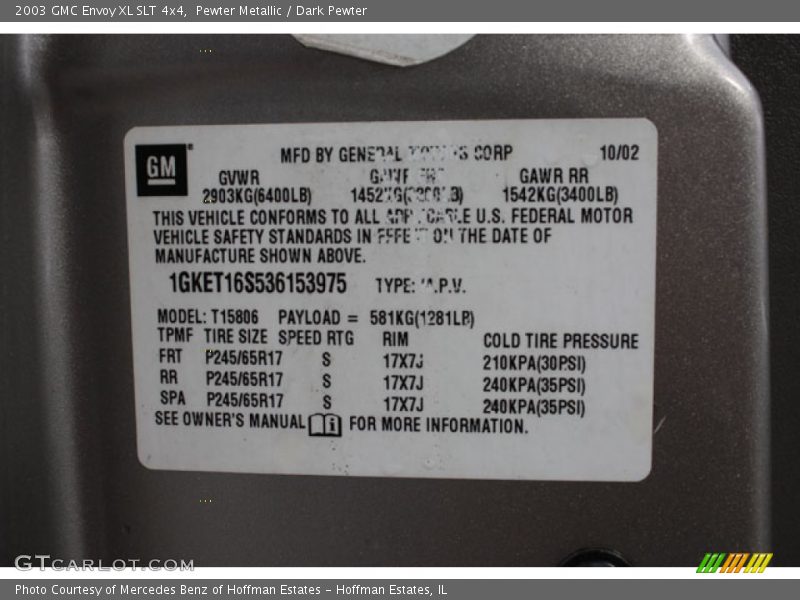 2003 GMC Envoy XL SLT 4x4, Pewter Metallic / Dark Pewter
GM
MFD BY GENERAL CORP 10/02
GVWR GAWR RR
2903KG(6400LB) 1542KG(3400LB)
THIS VEHICLE CONFORMS TO ALL U.S. FEDERAL MOTOR
VEHICLE SAFETY STANDARDS IN ON THE DATE OF
MANUFACTURE SHOWN ABOVE.
1GKET16S536153975 TYPE:
MODEL: T15806 PAYLOAD = 581KG(1281LB)
TPMF TIRE SIZE SPEED RTG RIM COLD TIRE PRESSURE
FRT P245/65R17 S 17X7J 210KPA(30PSI)
RR P245/65R17 S 17X7J 240KPA(35PSI)
SPA P245/65R17 S 17X7J 240KPA(35PSI)
SEE OWNER'S MANUAL FOR MORE INFORMATION.
GTCARLOT.COM
Photo Courtesy of Mercedes Benz of Hoffman Estates - Hoffman Estates, IL